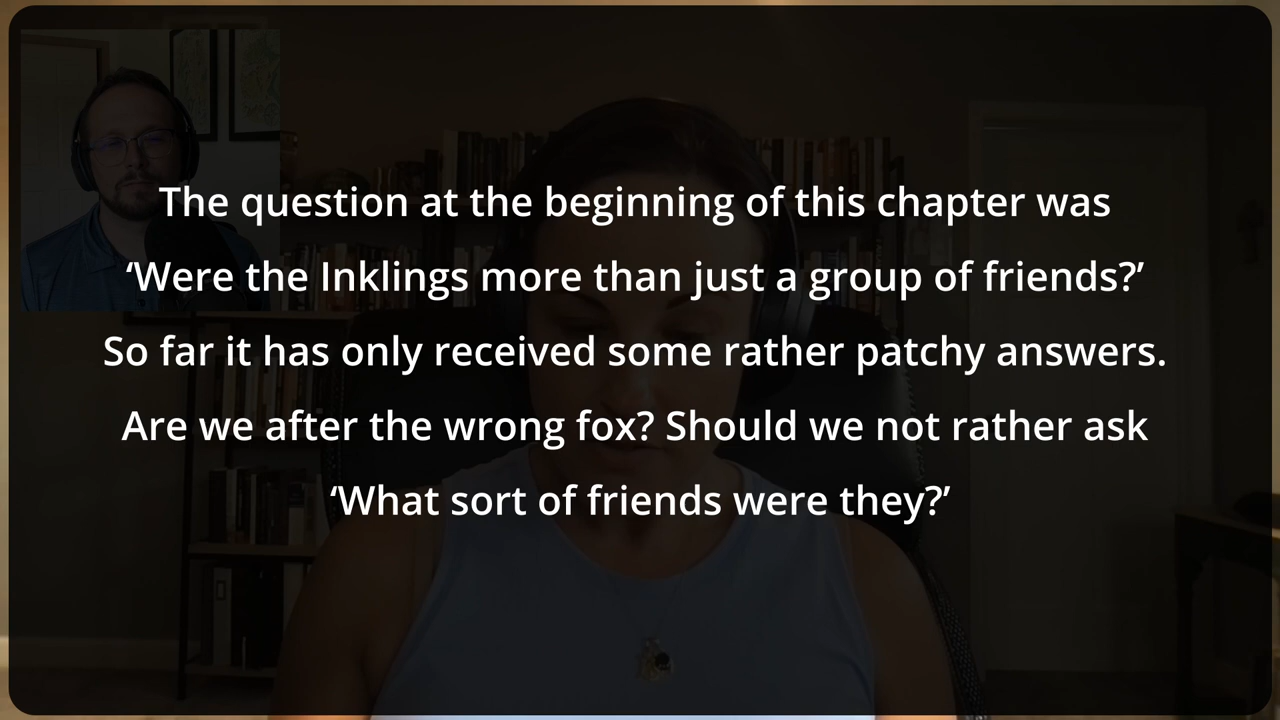 The question at the beginning of this chapter was
‘Were the Inklings more than just a group of friends?’
So far it has only received some rather patchy answers.
Are we after the wrong fox? Should we not rather ask
‘What sort of friends were they?’